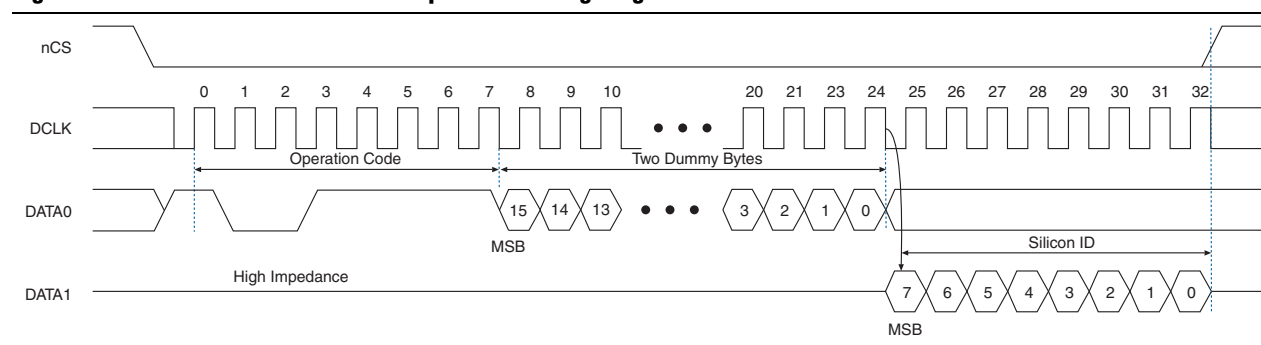 nCS
0 1 2 3 4 5 6 7 8 9 10 20 21 23 24 25 26 27 28 29 30 31 32
DCLK
Operation Code Two Dummy Bytes
DATA0 15 14 13 3 2 1 0
MSB Silicon ID
High Impedance
DATA1 7 6 5 4 3 2 1 0
MSB